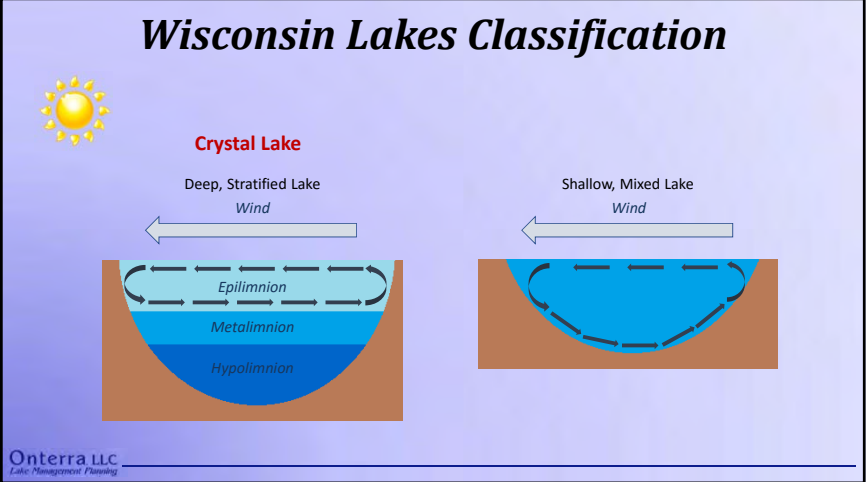 Wisconsin Lakes Classification
Crystal Lake
Deep, Stratified Lake
Wind
Epilimnion
Metalimnion
Hypolimnion
Shallow, Mixed Lake
Wind
Onterra LLC
Lake Management Planning